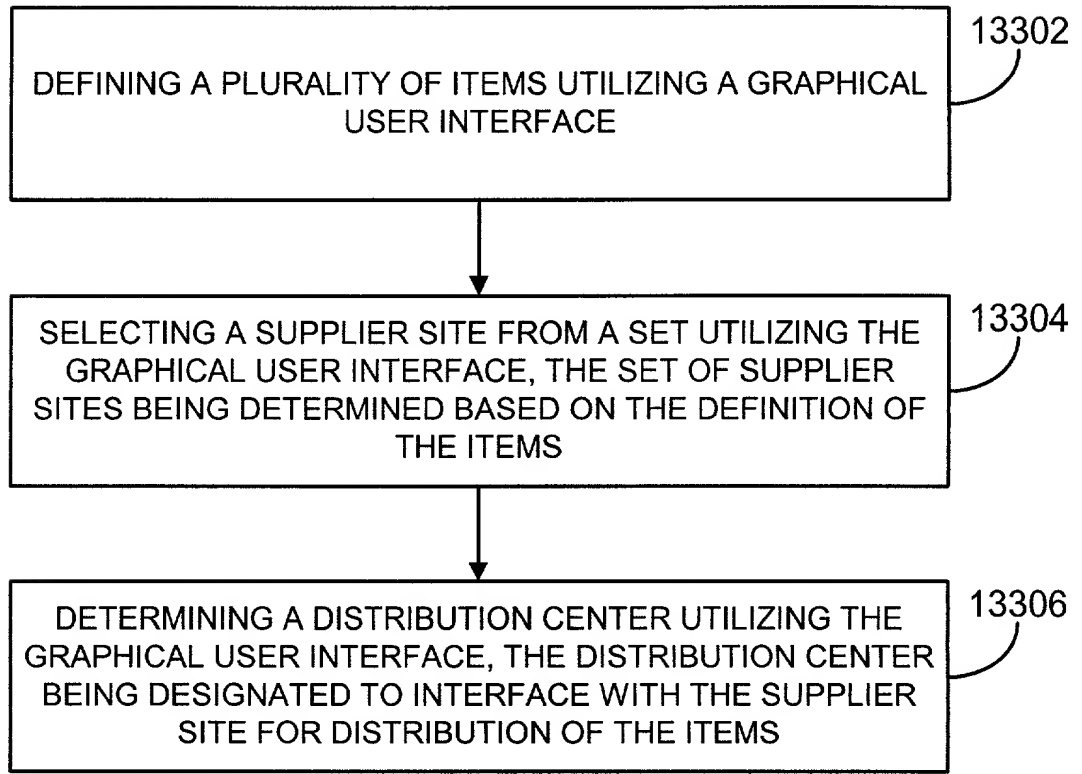 13302
DEFINING A PLURALITY OF ITEMS UTILIZING A GRAPHICAL
USER INTERFACE
13304
SELECTING A SUPPLIER SITE FROM A SET UTILIZING THE
GRAPHICAL USER INTERFACE, THE SET OF SUPPLIER
SITES BEING DETERMINED BASED ON THE DEFINITION OF
THE ITEMS
13306
DETERMINING A DISTRIBUTION CENTER UTILIZING THE
GRAPHICAL USER INTERFACE, THE DISTRIBUTION CENTER
BEING DESIGNATED TO INTERFACE WITH THE SUPPLIER
SITE FOR DISTRIBUTION OF THE ITEMS